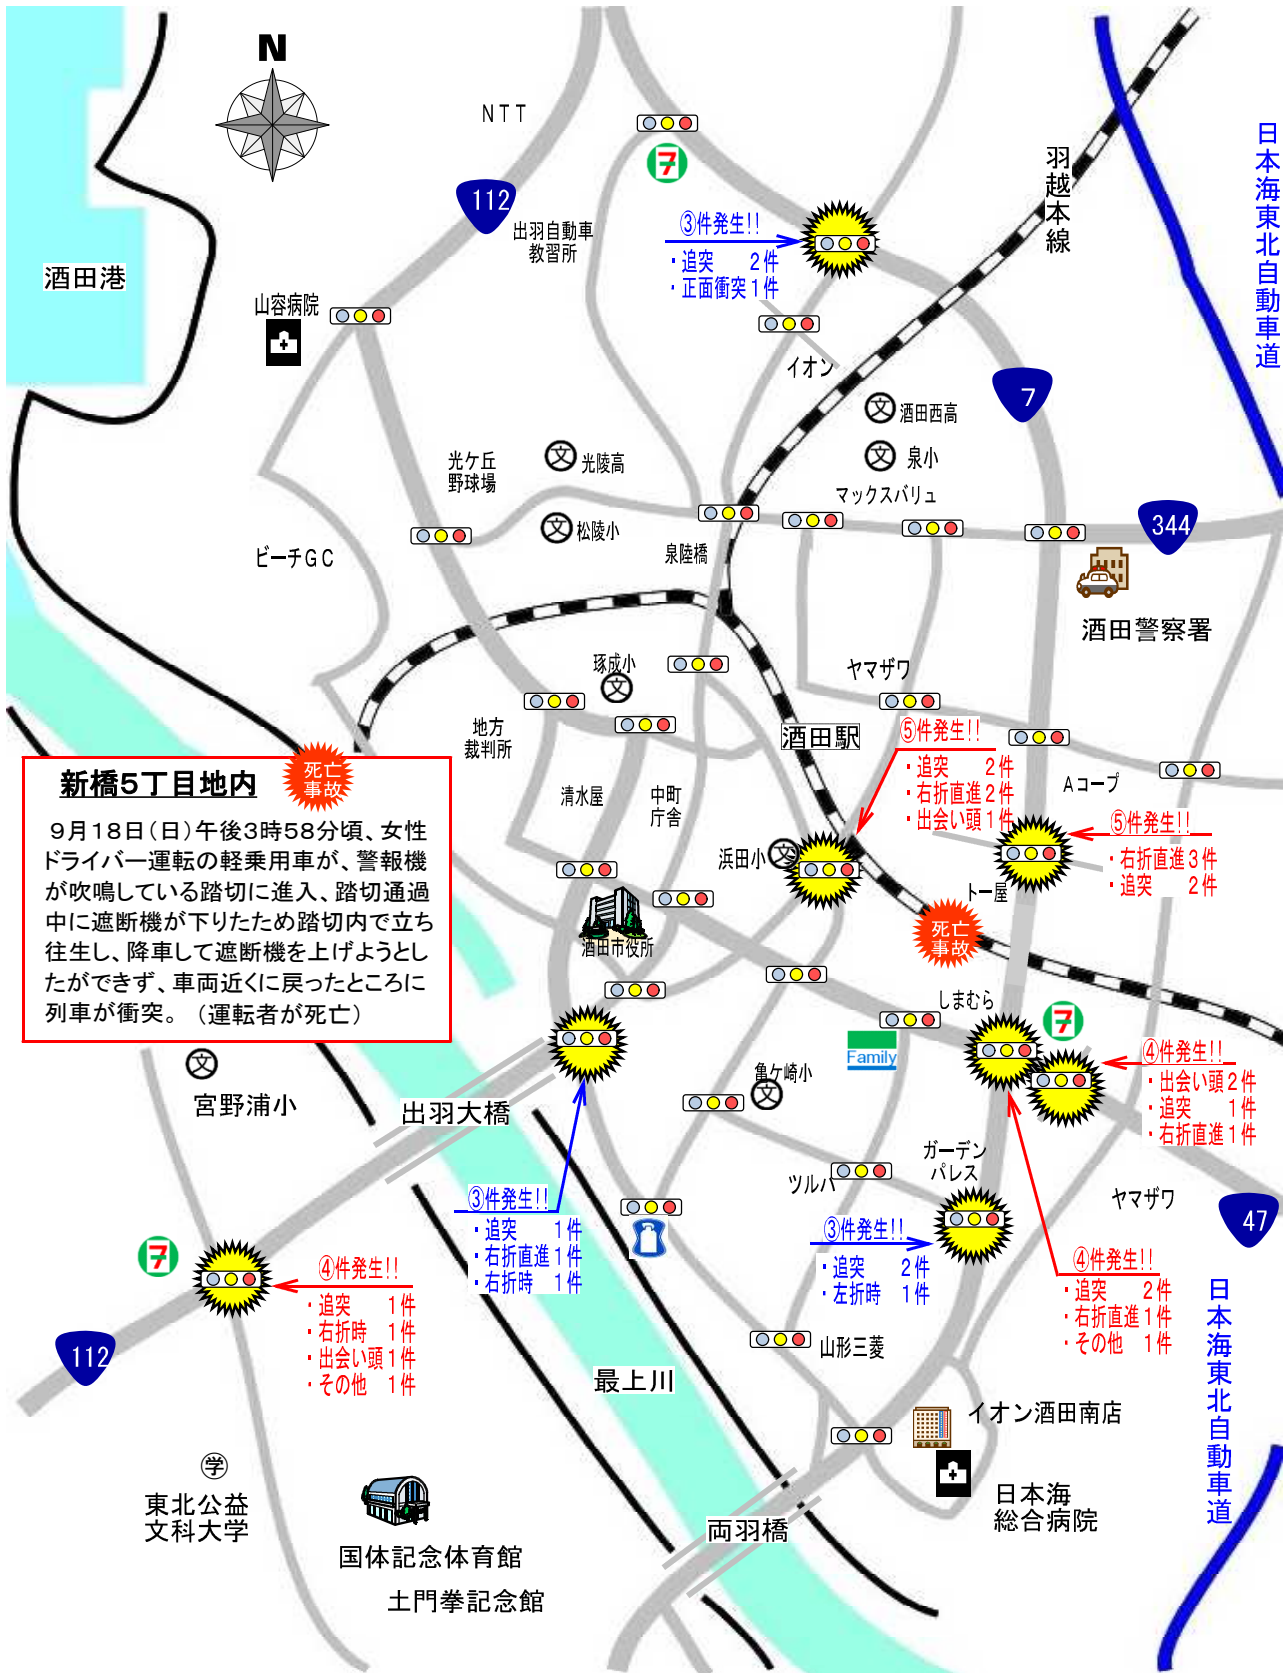 N
NTT
112
出羽自動車
教習所
酒田港
山容病院
7
③件発生!!
・追突 2件
・正面衝突1件
羽越本線
日本海東北自動車道
イオン
7
酒田西高
文
泉小
文
マックスバリュ
344
光ケ丘
野球場
文
光陵高
文
松陵小
ビーチGC
泉陸橋
酒田警察署
琢成小
文
地方
裁判所
ヤマザワ
酒田駅
⑤件発生!!
・追突 2件
・右折直進2件
・出会い頭1件
Aコープ
⑤件発生!!
・右折直進3件
・追突 2件
清水屋
中町
庁舎
浜田小
文
トー屋
死亡
事故
新橋5丁目地内
死亡
事故
9月18日(日)午後3時58分頃、女性
ドライバー運転の軽乗用車が、警報機
が吹鳴している踏切に進入、踏切通過
中に遮断機が下りたため踏切内で立ち
往生し、降車して遮断機を上げようとし
たができず、車両近くに戻ったところに
列車が衝突。(運転者が死亡)
酒田市役所
しまむら
7
Family
④件発生!!
・出会い頭2件
・追突 1件
・右折直進1件
文
宮野浦小
出羽大橋
亀ケ崎小
文
ガーデン
パレス
ツルハ
ヤマザワ
47
③件発生!!
・追突 1件
・右折直進1件
・右折時 1件
③件発生!!
・追突 2件
・左折時 1件
④件発生!!
・追突 2件
・右折直進1件
・その他 1件
7
④件発生!!
・追突 1件
・右折時 1件
・出会い頭1件
・その他 1件
112
山形三菱
最上川
日本海東北自動車道
イオン酒田南店
日本海
総合病院
学
東北公益
文科大学
国体記念体育館
土門拳記念館
両羽橋